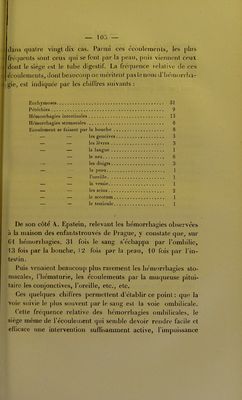 — 105 —
dans quatre vingt dix cas. Parmi ces écoulements, les plus
fréquents sont ceux qui se font par la peau, puis viennent ceux
dont le siège est le tube digestif. La fréquence relative de ces
écoulements, dont beaucoup ne méritent pas le nom d'hémorrha-
gie, est indiquée par les chiffres suivants :
Ecchymoses 31
Pétéchies 9
Hémorrhagies intestinales 13
Hémorrhagies stomacales 6
Ecoulement se faisant par la bouche 8
— — les gencives 3
— — les lèvres 3
— — la langue 1
— — le nez 6
— — les doigts 3
— — la peau 1
— — l'oreille 1
— — la vessie 1
— — les seins 2
— — le scrotum 1
— — le testicule 1
De son côté A. Epstein, relevant les hémorrhagies observées
à la maison des enfants trouvés de Prague, y constate que, sur
61 hémorrhagies, 31 fois le sang s'échappa par l'ombilic,
13 fois par la bouche, 12 fois par la peau, 10 fois par l'in-
testin.
Puis venaient beaucoup plus rarement les hémorrhagies sto-
macales, l'hématurie, les écoulements par la muqueuse pitui-
taire les conjonctives, l'oreille, etc., etc.
Ces quelques chiffres permettent d'établir ce point : que la
voie suivie le plus souvent par le sang est la voie ombilicale.
Cette fréquence relative des hémorrhagies ombilicales, le
siège même de l'écoulement qui semble devoir rendre facile et
efficace une intervention suffisamment active, l'impuissance